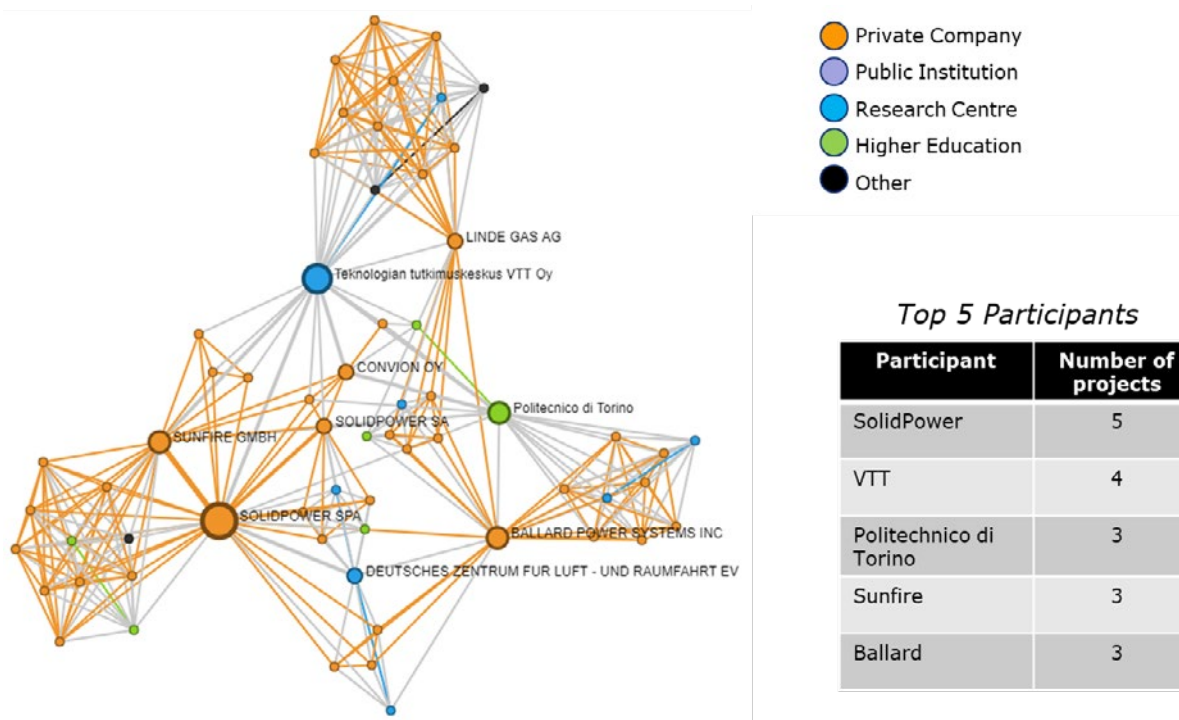 Private Company
Public Institution
Research Centre
Higher Education
Other
LINDE GAS AG
Teknologian tutkimuskeskus VTT Oy
CONVION OY
Politecnico di Torino
SOLIDPOWER SA
SUNFIRE GMBH
SOLIDPOWER SPA
BALLARD POWER SYSTEMS INC
DEUTSCHES ZENTRUM FUR LUFT - UND RAUMFAHRT EV
Top 5 Participants
Participant Number of
projects
SolidPower 5
VTT 4
Politechnico di
Torino 3
Sunfire 3
Ballard 3